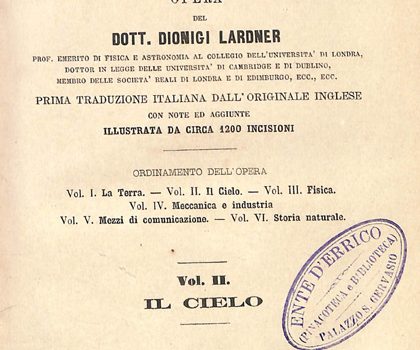 OPERA
DEL
DOTT. DIONIGI LARDNER
PROF. EMERITO DI FISICA E ASTRONOMIA AL COLLEGIO DELL'UNIVERSITA' DI LONDRA,
DOTTOR IN LEGGE DELLE UNIVERSITA' DI CAMBRIDGE E DI DUBLINO,
MEMBRO DELLE SOCIETA' REALI DI LONDRA E DI EDIMBURGO, ECC., ECC.
PRIMA TRADUZIONE ITALIANA DALL'ORIGINALE INGLESE
CON NOTE ED AGGIUNTE
ILLUSTRATA DA CIRCA 1200 INCISIONI
ORDINAMENTO DELL'OPERA
Vol. I. La Terra. — Vol. II. Il Cielo. — Vol. III. Fisica.
Vol. IV. Meccanica e industria
Vol. V. Mezzi di comunicazione. — Vol. VI. Storia naturale.
Vol. II.
IL CIELO
ENTE D'ERRICO
(PINACOTECA e BIBLIOTECA)
PALAZZO S. GERVASIO